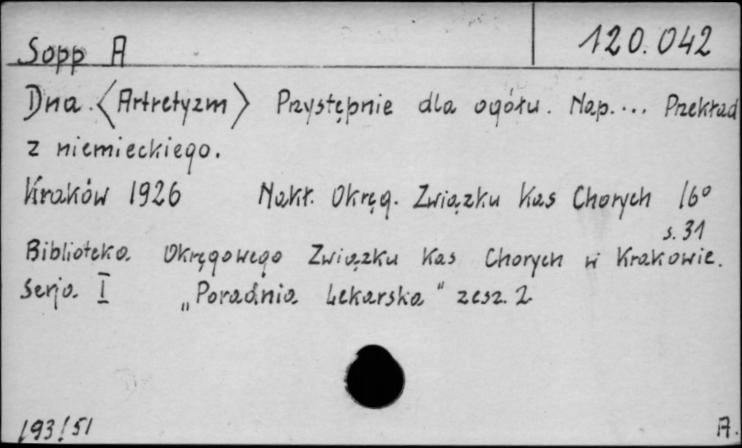 Sopp A 120.042
Dna. <Artretyzm> Przystępnie dla ogółu. Nap. ... Przekład
z niemieckiego.
Kraków 1926 Nakł. Okręg. Związku Kas Chorych 16°
s. 31
Biblioteka Okręgowego Związku Kas Chorych w Krakowie.
Serja I „Poradnia Lekarska" zesz. 2
193!51 A.